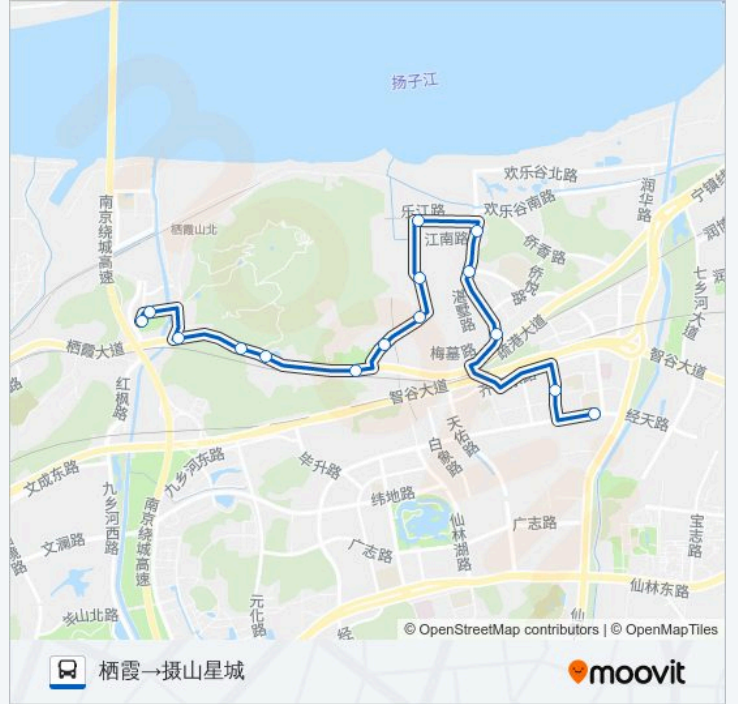 扬子江
欢乐谷北路
润华路
宁镇线
南京绕城高速
栖霞山北
乐江路
欢乐谷南路
江南路
侨香路
侨悦路
七乡河大道
港墅路
疏港大道
栖霞大道
梅墓路
智谷大道
智谷大道
红枫路
经天路
天佑路
白象路
九乡河东路
毕升路
文成东路
九乡河西路
南京绕城高速
纬地路
仙林湖路
广志路
宝志路
文澜路
广志路
仙林东路
元化路
© OpenStreetMap contributors | © OpenMapTiles
栖霞→摄山星城
moovit